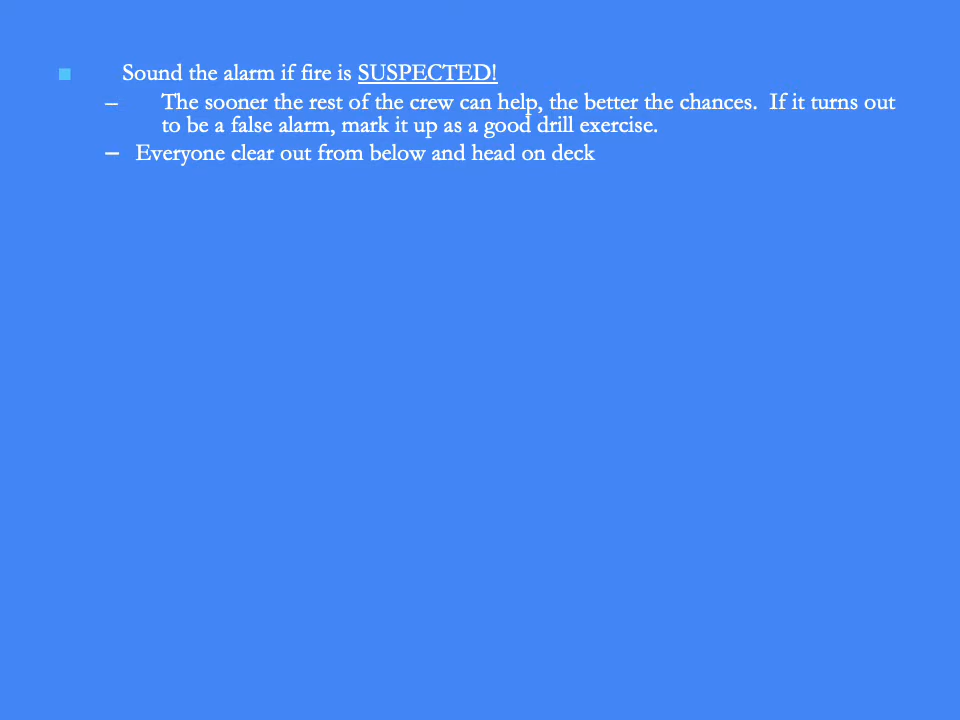 ■ Sound the alarm if fire is SUSPECTED!
– The sooner the rest of the crew can help, the better the chances.  If it turns out
to be a false alarm, mark it up as a good drill exercise.
– Everyone clear out from below and head on deck